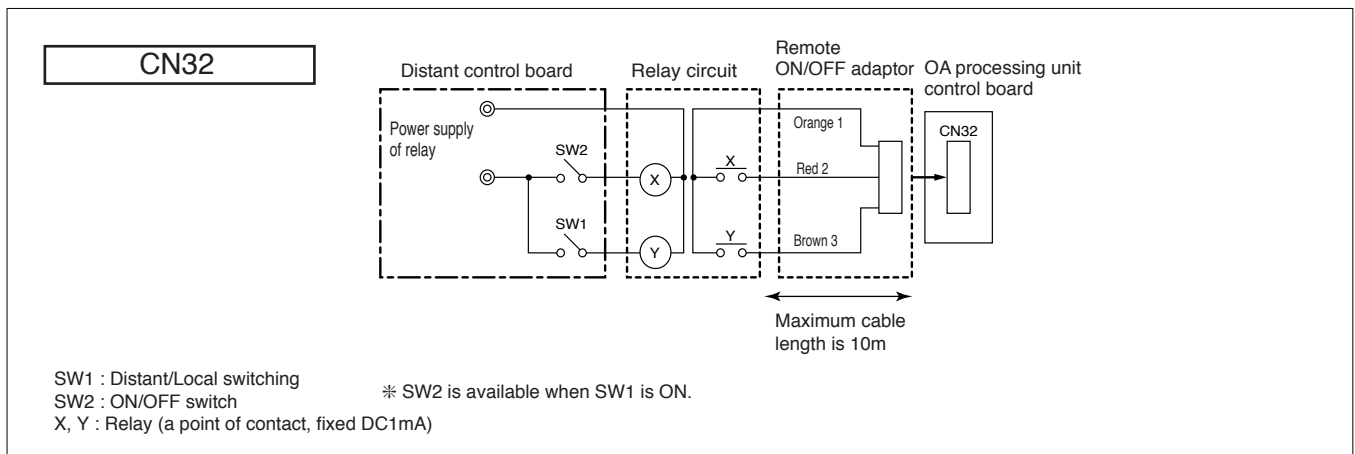 CN32
Distant control board
Relay circuit
Remote
ON/OFF adaptor
OA processing unit
control board
Power supply
of relay
SW2
SW1
X
Y
X
Y
Orange 1
Red 2
Brown 3
CN32
Maximum cable
length is 10m
SW1 : Distant/Local switching
SW2 : ON/OFF switch
X, Y : Relay (a point of contact, fixed DC1mA)
❊ SW2 is available when SW1 is ON.